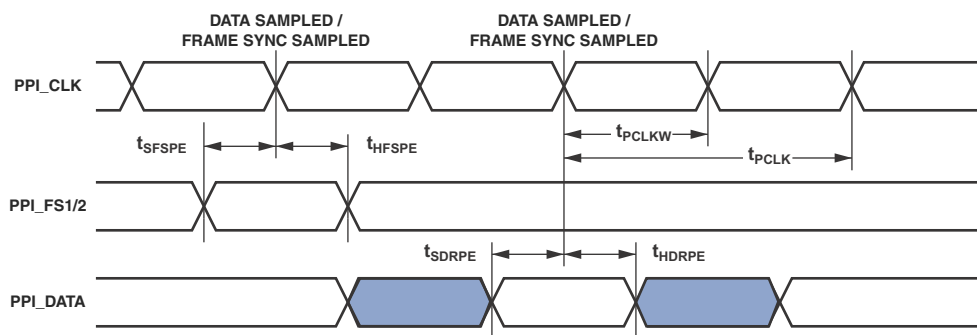 DATA SAMPLED /
FRAME SYNC SAMPLED
DATA SAMPLED /
FRAME SYNC SAMPLED
PPI_CLK
tPCLKW
tSFSPE
tHFSPE
tPCLK
PPI_FS1/2
tSDRPE
tHDRPE
PPI_DATA